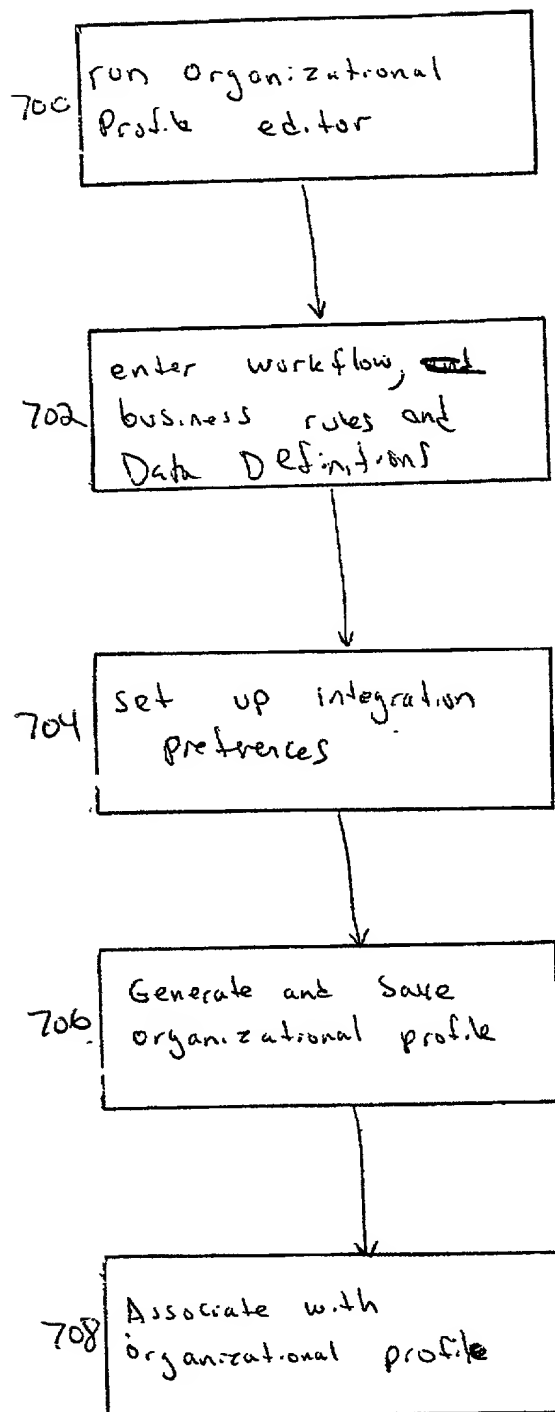 700
run Organizational
Profile editor
702
enter workflow,
business rules and
Data Definitions
704
set up integration
preferences
706
Generate and Save
organizational profile
708
Associate with
organizational profile